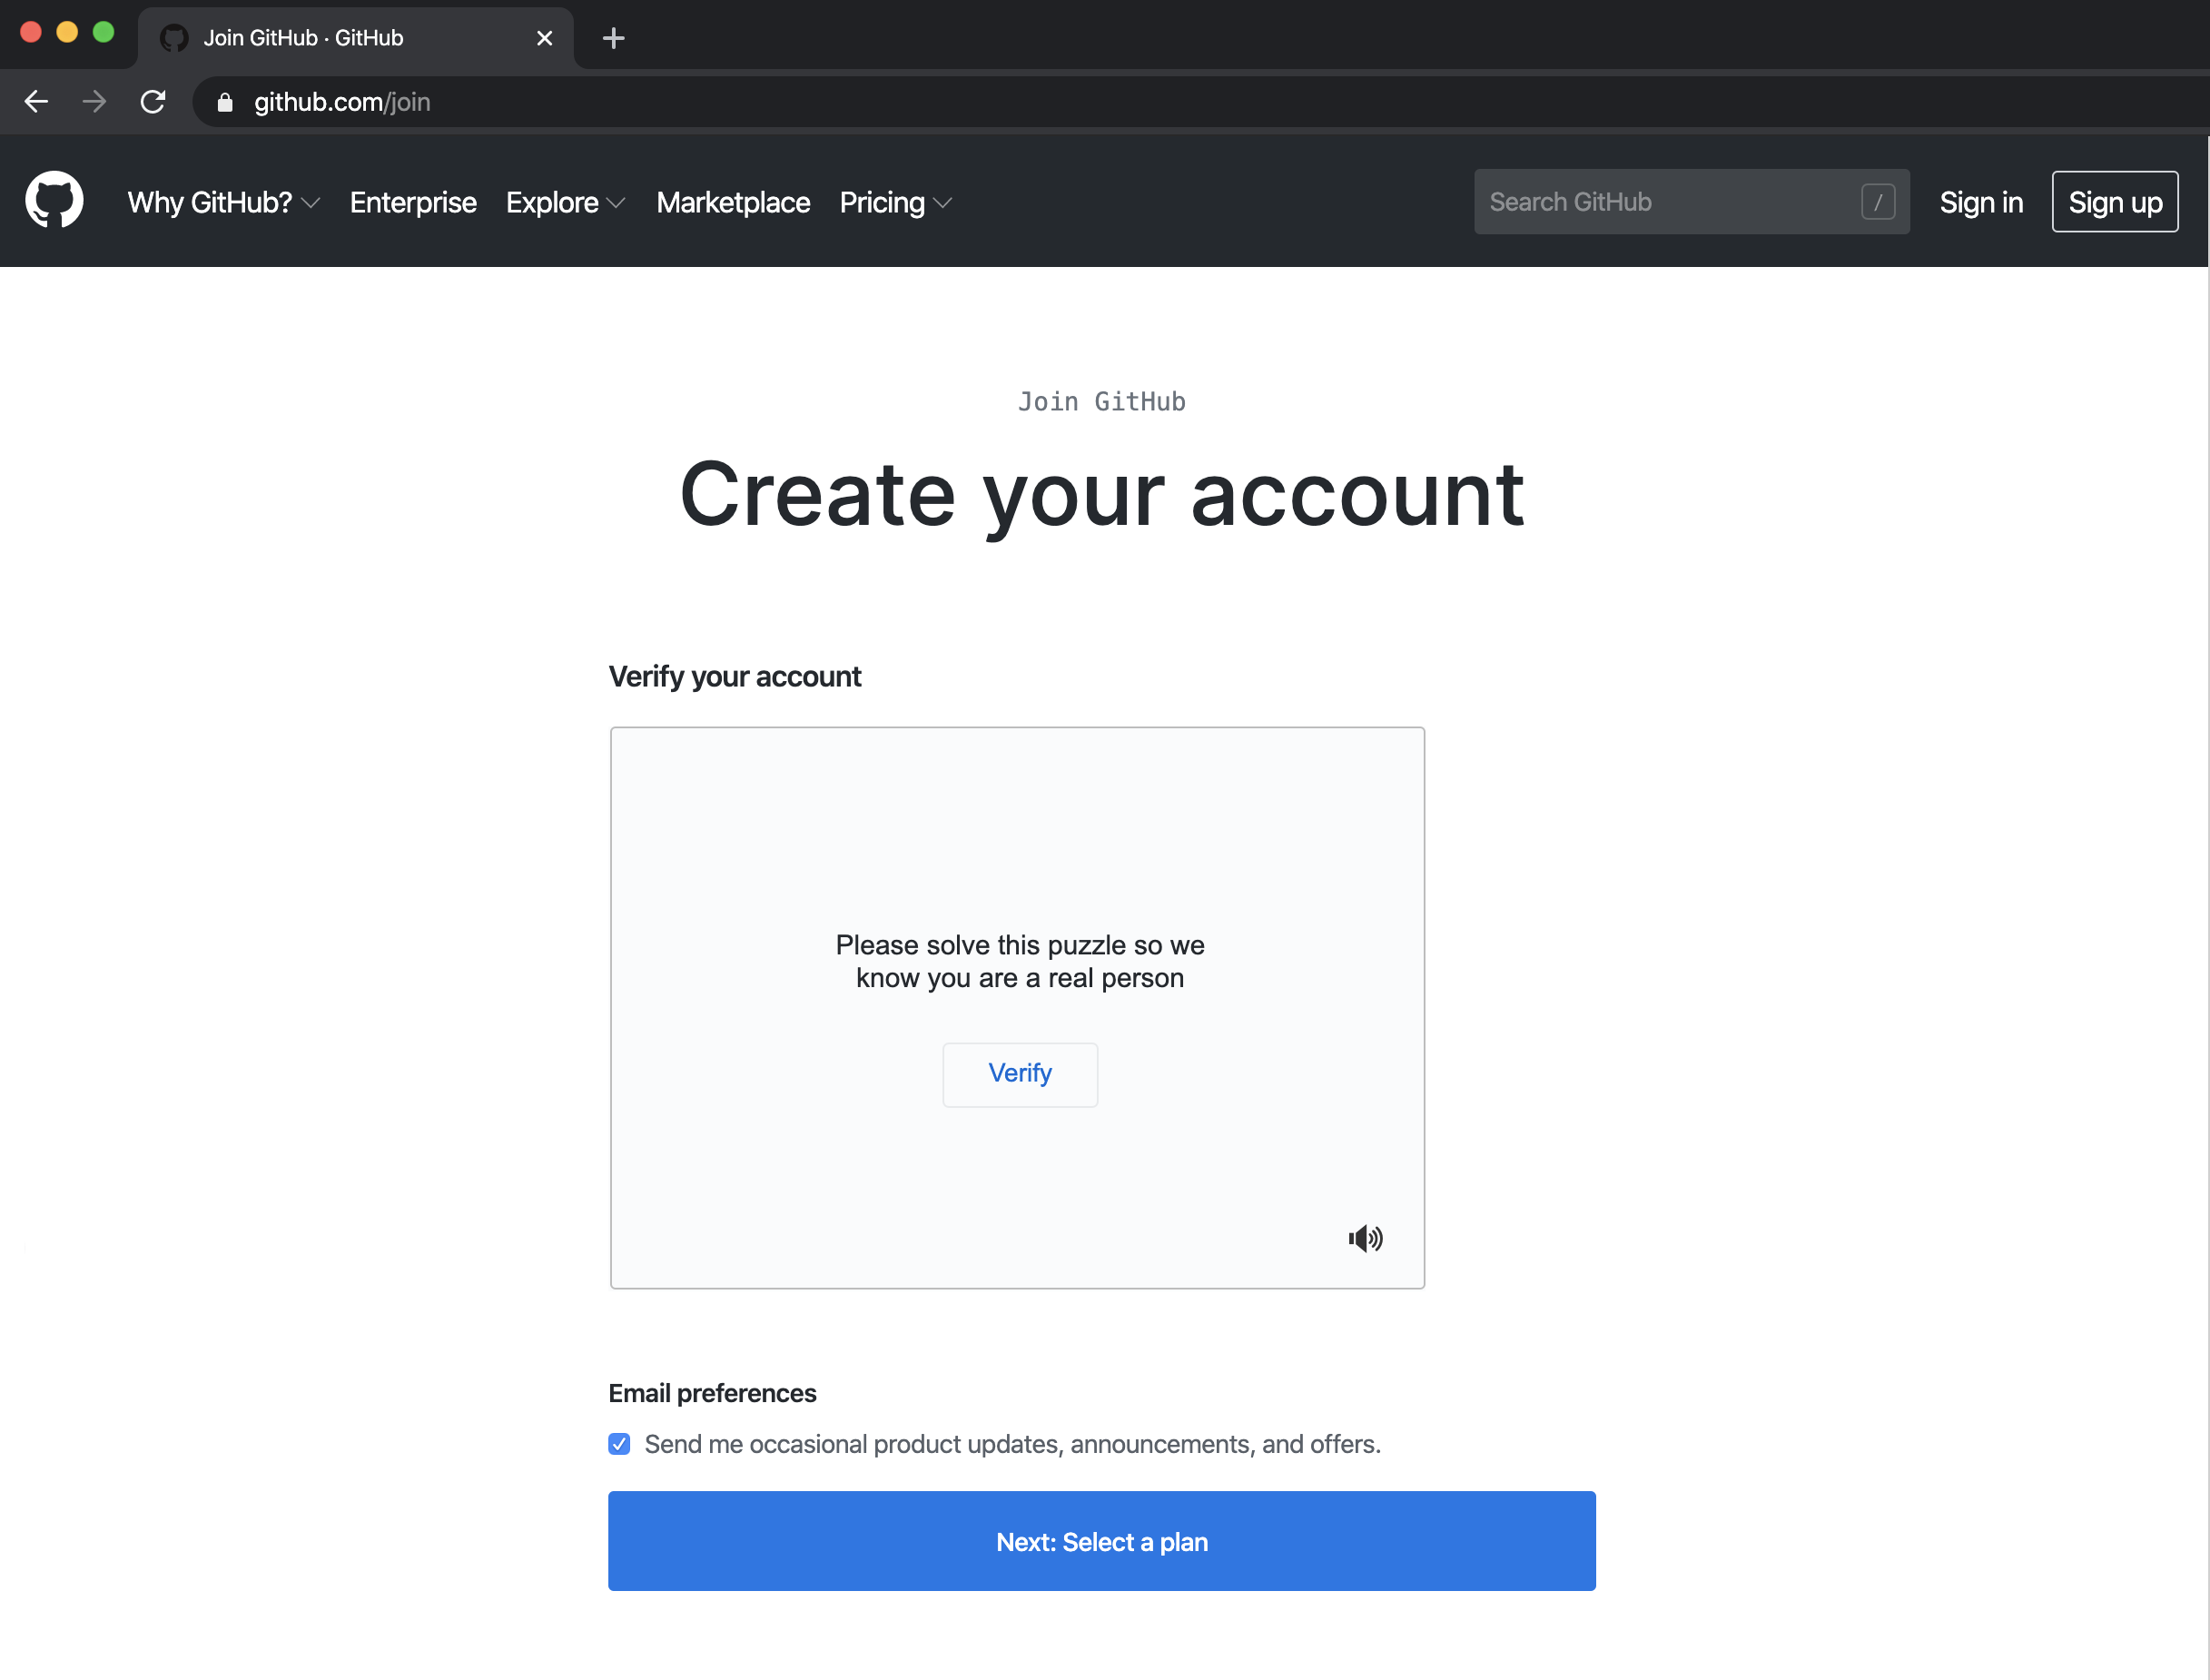 Join GitHub · GitHub
github.com/join
Why GitHub? Enterprise Explore Marketplace Pricing Search GitHub / Sign in Sign up
Join GitHub
Create your account
Verify your account
Please solve this puzzle so we
know you are a real person
Verify
Email preferences
Send me occasional product updates, announcements, and offers.
Next: Select a plan